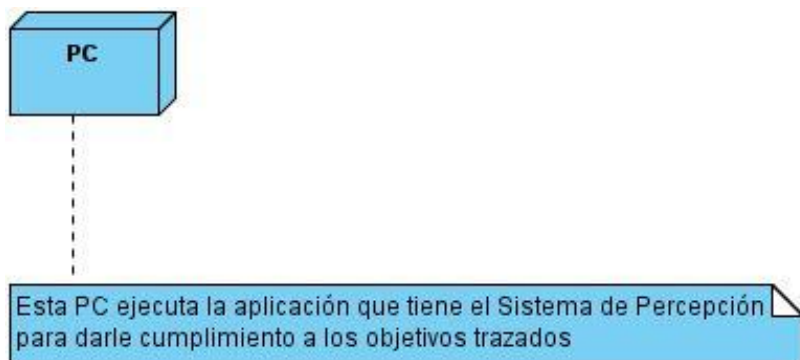 PC
Esta PC ejecuta la aplicación que tiene el Sistema de Percepción
para darle cumplimiento a los objetivos trazados